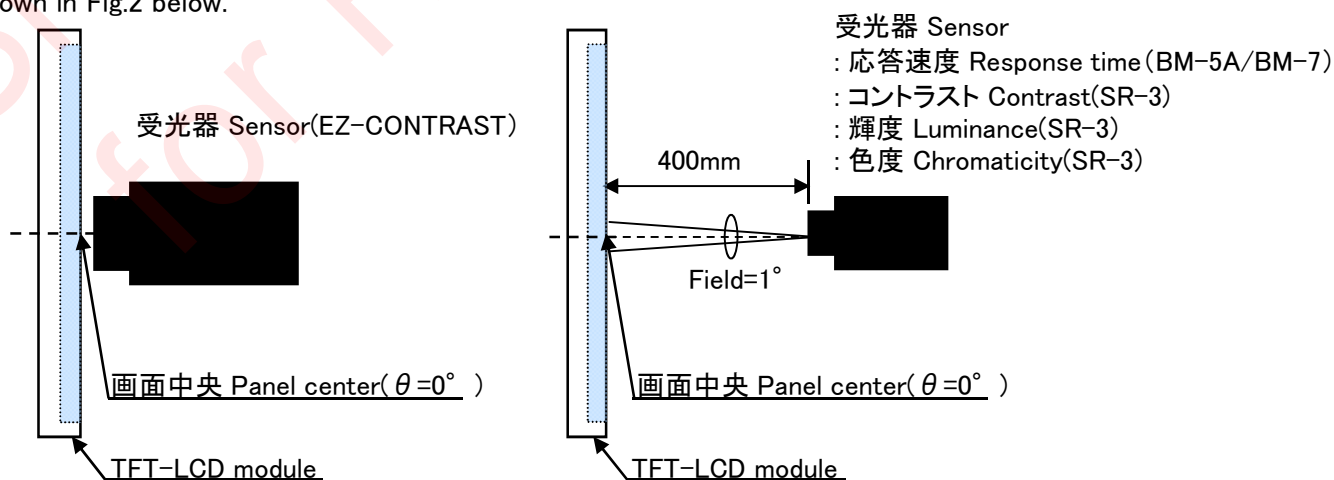 own in Fig.2 below.
受光器 Sensor(EZ-CONTRAST)
画面中央 Panel center(θ=0°)
TFT-LCD module
受光器 Sensor
: 応答速度 Response time(BM-5A/BM-7)
: コントラスト Contrast(SR-3)
: 輝度 Luminance(SR-3)
: 色度 Chromaticity(SR-3)
400mm
Field=1°
画面中央 Panel center(θ=0°)
TFT-LCD module
for